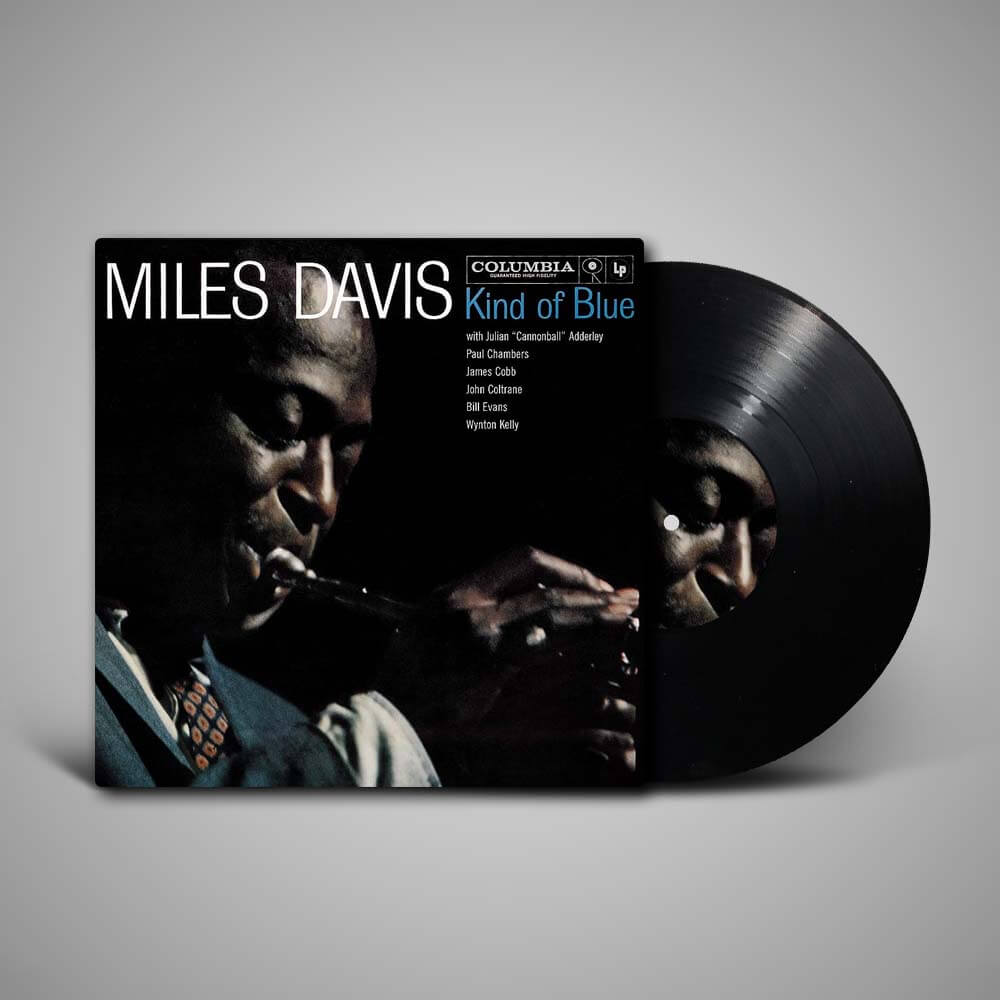 MILES DAVIS
COLUMBIA
GUARANTEED HIGH FIDELITY
Lp
Kind of Blue
with Julian "Cannonball" Adderley
Paul Chambers
James Cobb
John Coltrane
Bill Evans
Wynton Kelly